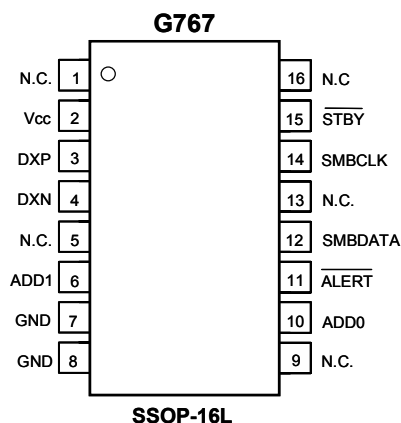 G767
N.C. 1 16 N.C
Vcc 2 15 STBY
DXP 3 14 SMBCLK
DXN 4 13 N.C.
N.C. 5 12 SMBDATA
ADD1 6 11 ALERT
GND 7 10 ADD0
GND 8 9 N.C.
SSOP-16L